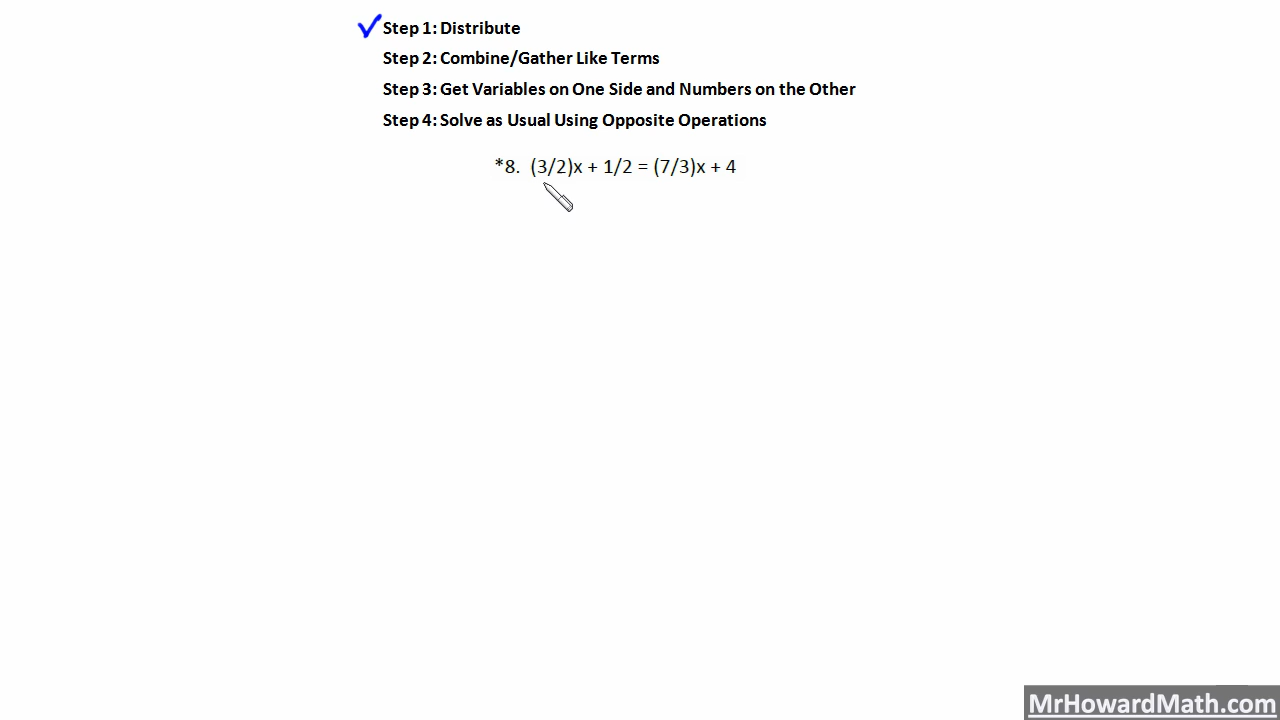 Step 1: Distribute
Step 2: Combine/Gather Like Terms
Step 3: Get Variables on One Side and Numbers on the Other
Step 4: Solve as Usual Using Opposite Operations
*8. (3/2)x + 1/2 = (7/3)x + 4
MrHowardMath.com